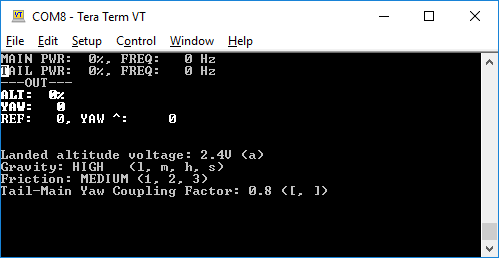 COM8 - Tera Term VT
File Edit Setup Control Window Help
MAIN PWR: 0%, FREQ: 0 Hz
TAIL PWR: 0%, FREQ: 0 Hz
---OUT---
ALT: 0%
YAW: 0
REF: 0, YAW ^: 0
Landed altitude voltage: 2.4V (a)
Gravity: HIGH (l, m, h, s)
Friction: MEDIUM (1, 2, 3)
Tail-Main Yaw Coupling Factor: 0.8 ([, ])